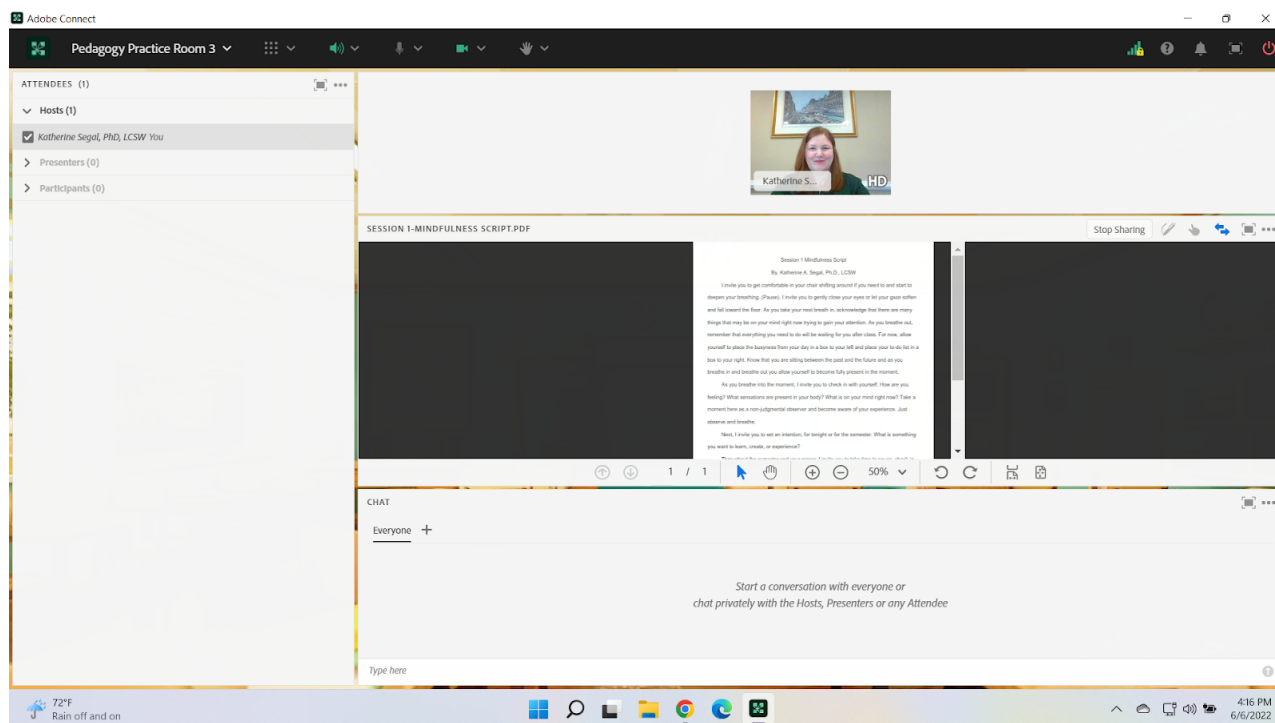 Adobe Connect
Pedagogy Practice Room 3
ATTENDEES (1)
Hosts (1)
Katherine Segal, PhD, LCSW You
Presenters (0)
Participants (0)
Katherine S...
HD
SESSION 1-MINDFULNESS SCRIPT.PDF
Stop Sharing
Session 1 Mindfulness Script
By, Katherine A. Segal, Ph.D., LCSW
I invite you to get comfortable in your chair shifting around if you need to and start to
deepen your breathing. (Pause). I invite you to gently close your eyes or let your gaze soften
and fall toward the floor. As you take your next breath in, acknowledge that there are many
things that may be on your mind right now trying to gain your attention. As you breathe out,
remember that everything you need to do will be waiting for you after class. For now, allow
yourself to place the busyness from your day in a box to your left and place your to do list in a
box to your right. Know that you are sitting between the past and the future and as you
breathe in and breathe out you allow yourself to become fully present in the moment.
As you breathe into the moment, I invite you to check in with yourself. How are you
feeling? What sensations are present in your body? What is on your mind right now? Take a
moment here as a non-judgmental observer and become aware of your experience. Just
observe and breathe.
Next, I invite you to set an intention, for tonight or for the semester. What is something
you want to learn, create, or experience?
1 / 1
50%
CHAT
Everyone
Start a conversation with everyone or
chat privately with the Hosts, Presenters or any Attendee
Type here
72°F
Rain off and on
4:16 PM
6/6/2022